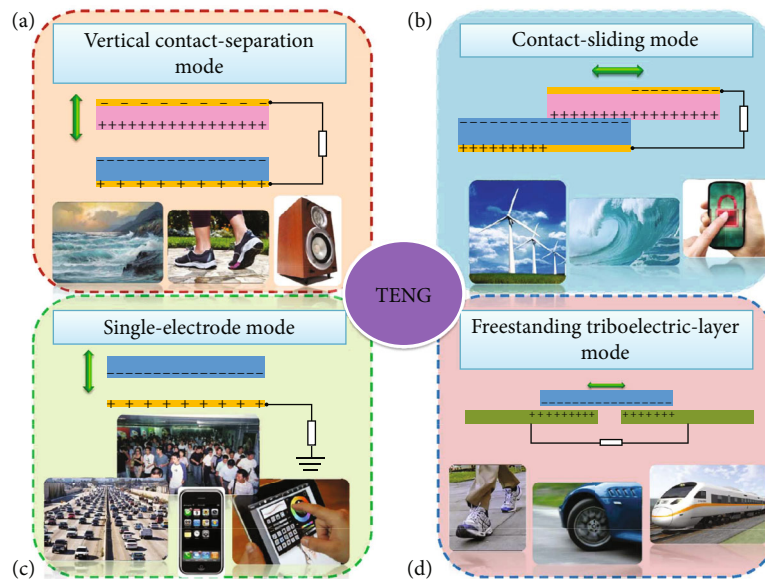 (a)
Vertical contact-separation
mode
(b)
Contact-sliding mode
TENG
Single-electrode mode
(c)
Freestanding triboelectric-layer
mode
(d)